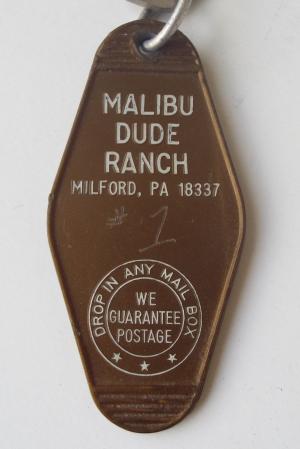 MALIBU
DUDE
RANCH
MILFORD, PA 18337
# 1
DROP IN ANY MAIL BOX
WE
GUARANTEE
POSTAGE